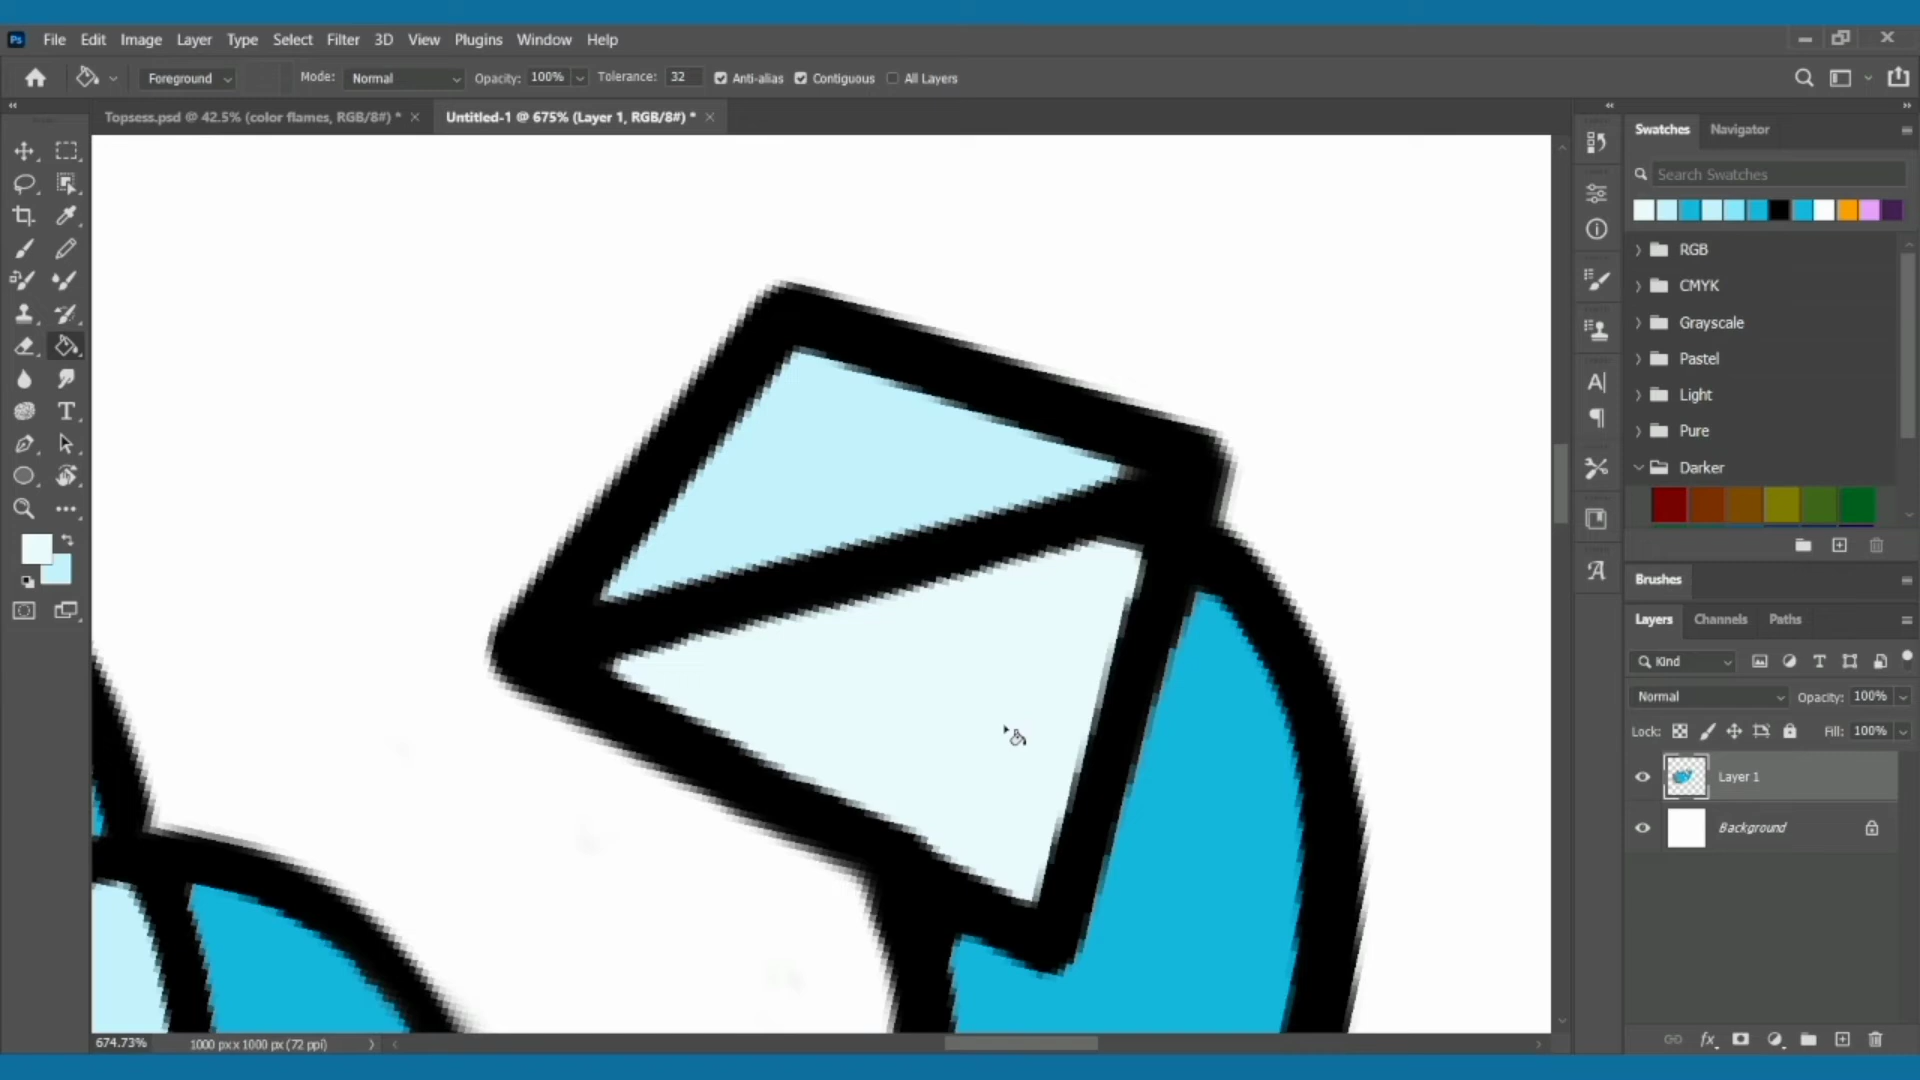 Ps File Edit Image Layer Type Select Filter 3D View Plugins Window Help
Foreground Mode: Normal Opacity: 100% Tolerance: 32 Anti-alias Contiguous All Layers
Topsess.psd @ 42.5% (color flames, RGB/8#) * × Untitled-1 @ 675% (Layer 1, RGB/8#) * ×
Swatches Navigator
Search Swatches
RGB
CMYK
Grayscale
Pastel
Light
Pure
Darker
Brushes
Layers Channels Paths
Kind
Normal Opacity: 100%
Lock: Fill: 100%
Layer 1
Background
674.73% 1000 px x 1000 px (72 ppi)